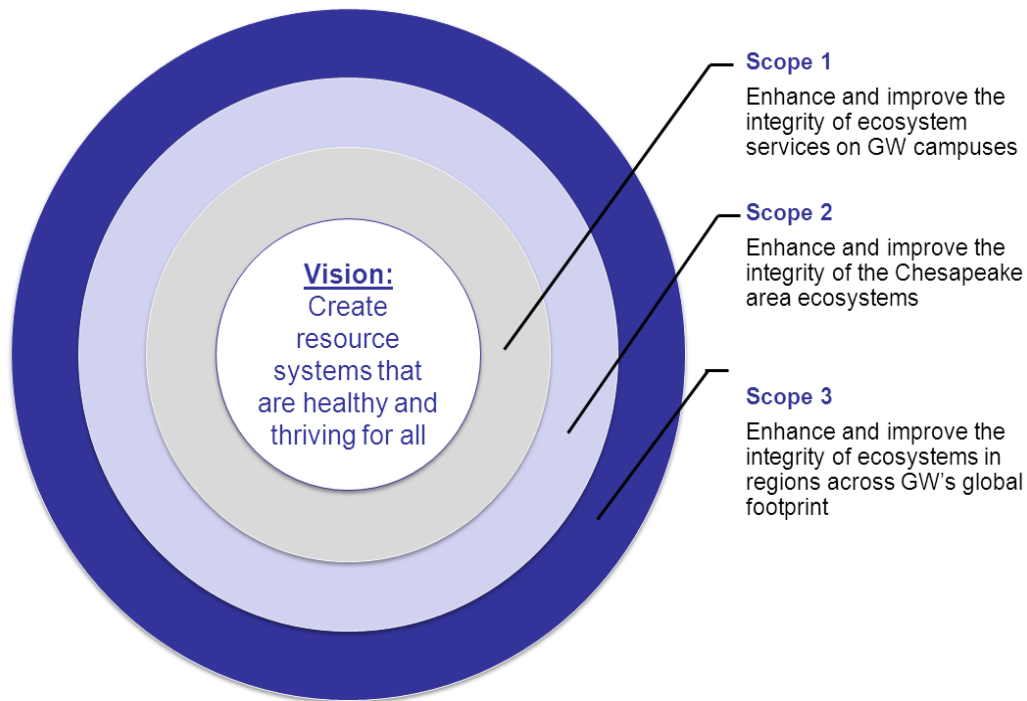 Vision:
Create
resource
systems that
are healthy and
thriving for all
Scope 1
Enhance and improve the
integrity of ecosystem
services on GW campuses
Scope 2
Enhance and improve the
integrity of the Chesapeake
area ecosystems
Scope 3
Enhance and improve the
integrity of ecosystems in
regions across GW’s global
footprint